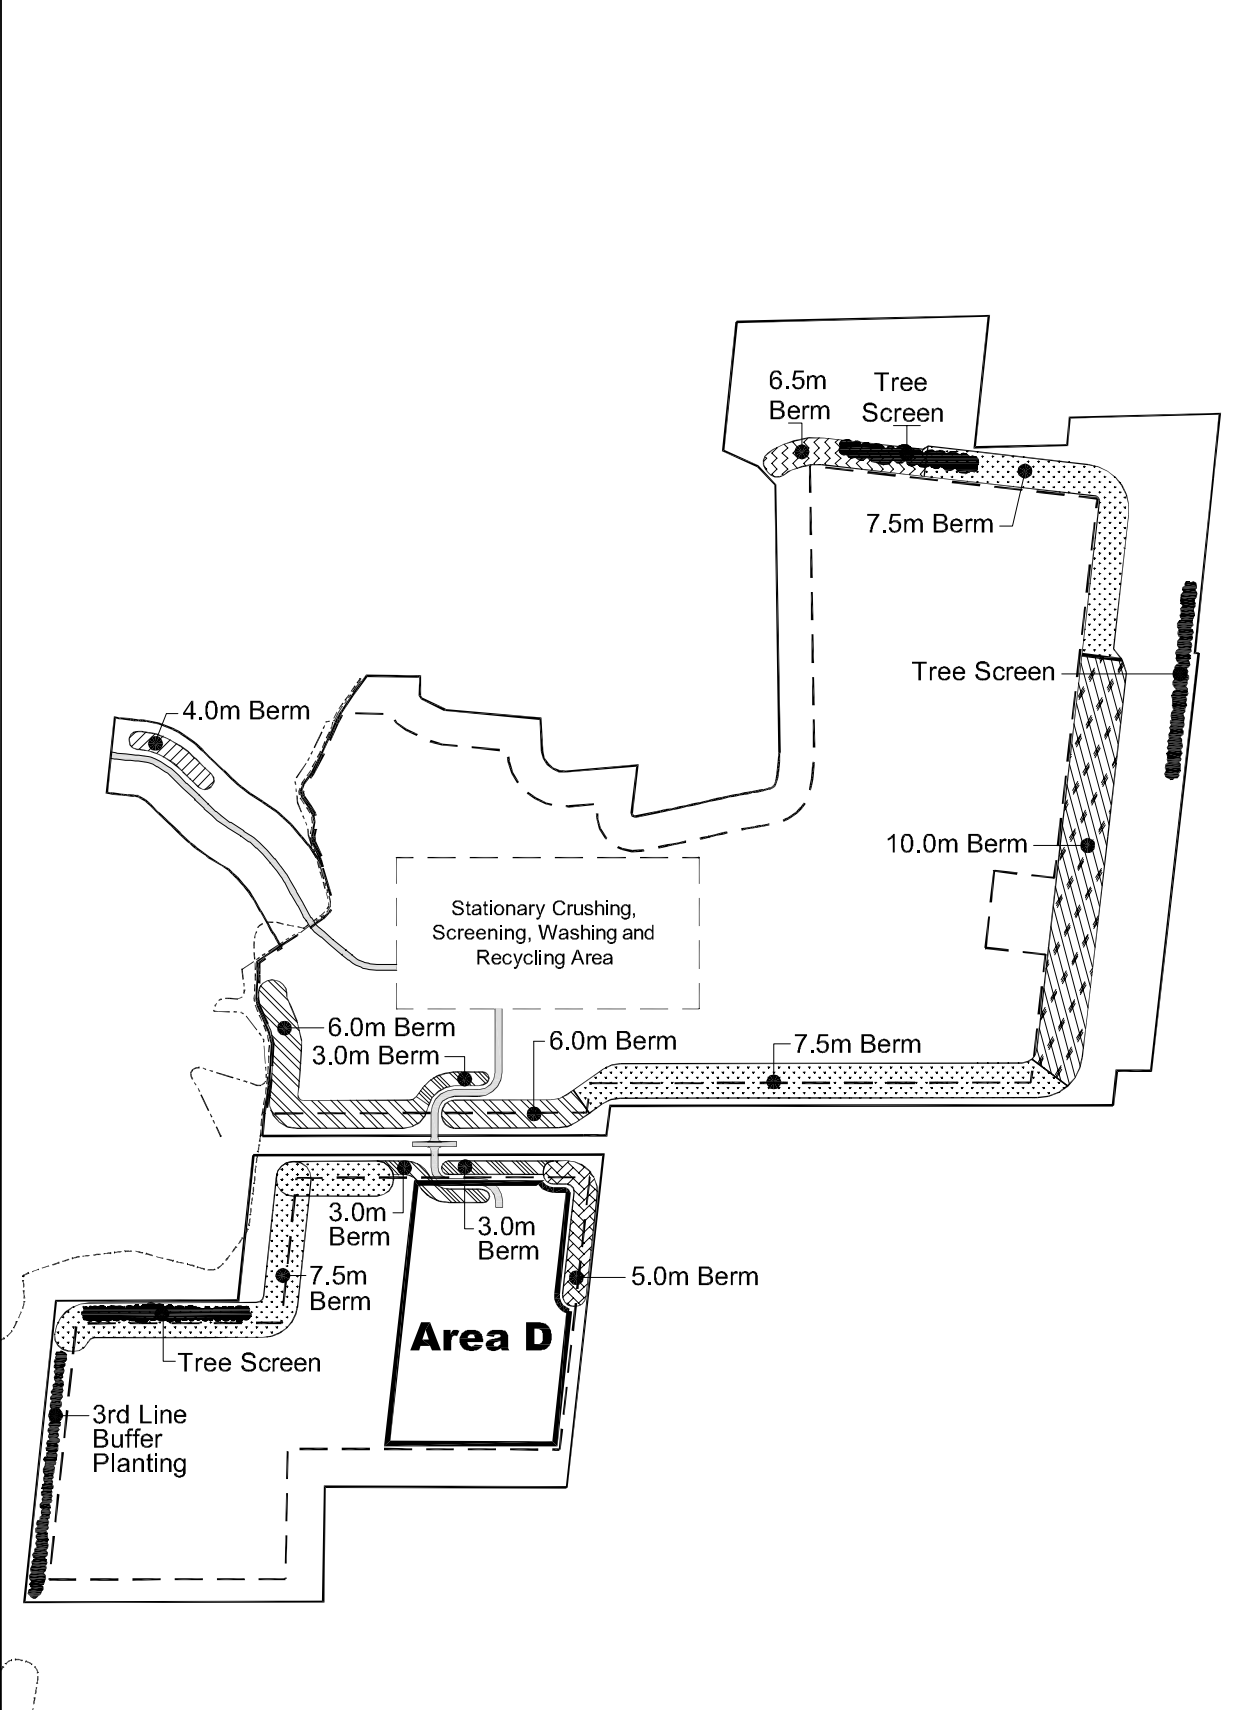 6.5m
Berm
Tree
Screen
7.5m Berm
Tree Screen
4.0m Berm
10.0m Berm
Stationary Crushing,
Screening, Washing and
Recycling Area
6.0m Berm
3.0m Berm
6.0m Berm
7.5m Berm
3.0m
Berm
3.0m
Berm
7.5m
Berm
5.0m Berm
Area D
Tree Screen
3rd Line
Buffer
Planting